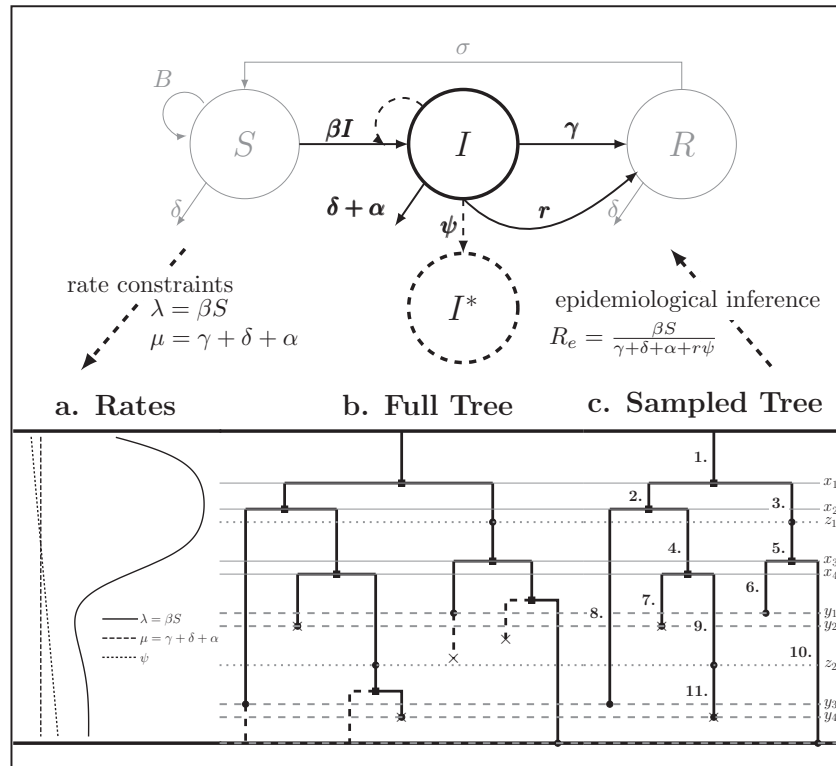 σ
B
S
βI
I
γ
R
δ
δ + α
ψ
r
δ
I*
rate constraints
λ = βS
μ = γ + δ + α
epidemiological inference
R_e = βS / γ+δ+α+rψ
a. Rates
b. Full Tree
c. Sampled Tree
1.
x1
2.
3.
x2
z1
4.
5.
x3
x4
6.
7.
8.
y1
9.
y2
10.
z2
11.
y3
y4
λ = βS
μ = γ + δ + α
ψ